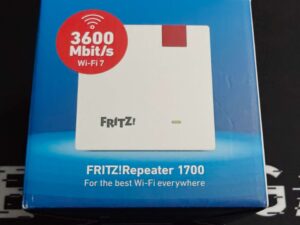 3600
Mbit/s
Wi-Fi 7
FRITZ!
FRITZ!Repeater 1700
For the best Wi-Fi everywhere